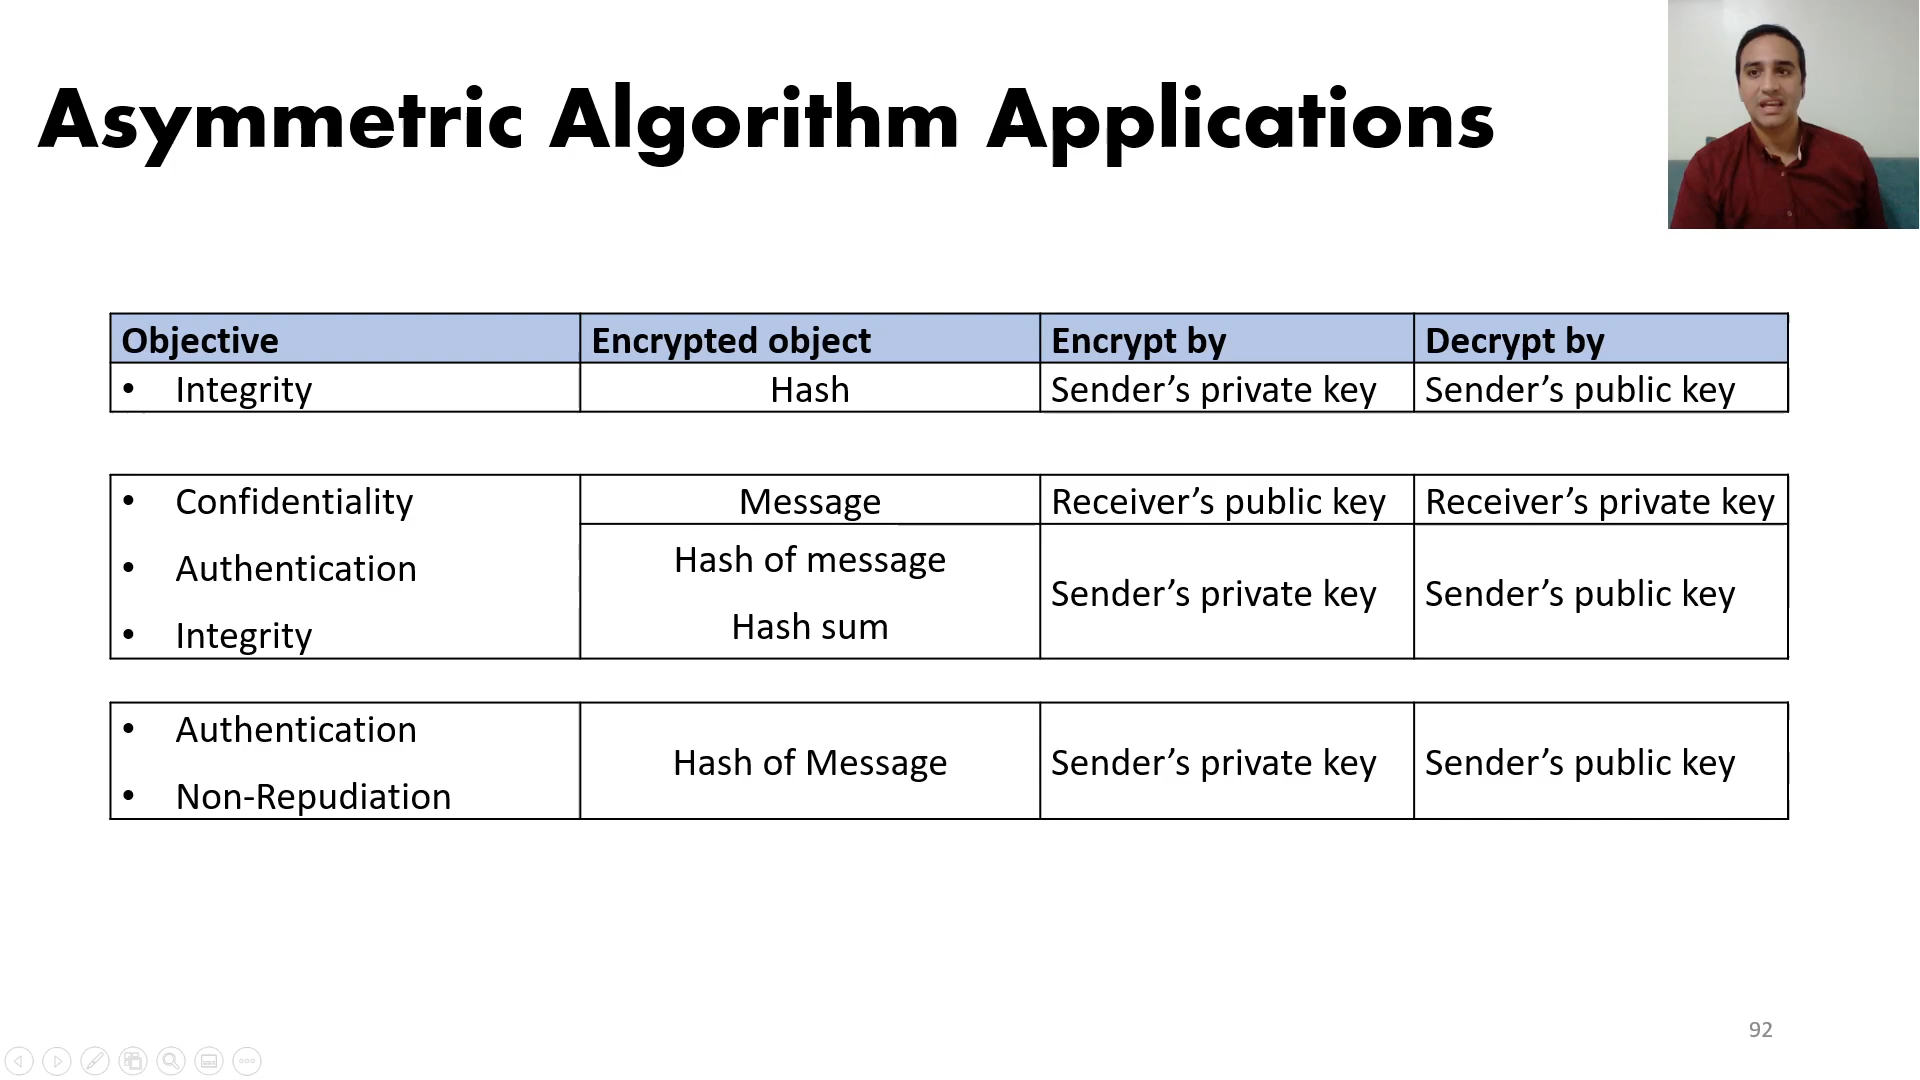 Asymmetric Algorithm Applications
Objective Encrypted object Encrypt by Decrypt by
• Integrity Hash Sender’s private key Sender’s public key
• Confidentiality Message Receiver’s public key Receiver’s private key
• Authentication Hash of message
Sender’s private key Sender’s public key
• Integrity Hash sum
• Authentication
Hash of Message Sender’s private key Sender’s public key
• Non-Repudiation
92